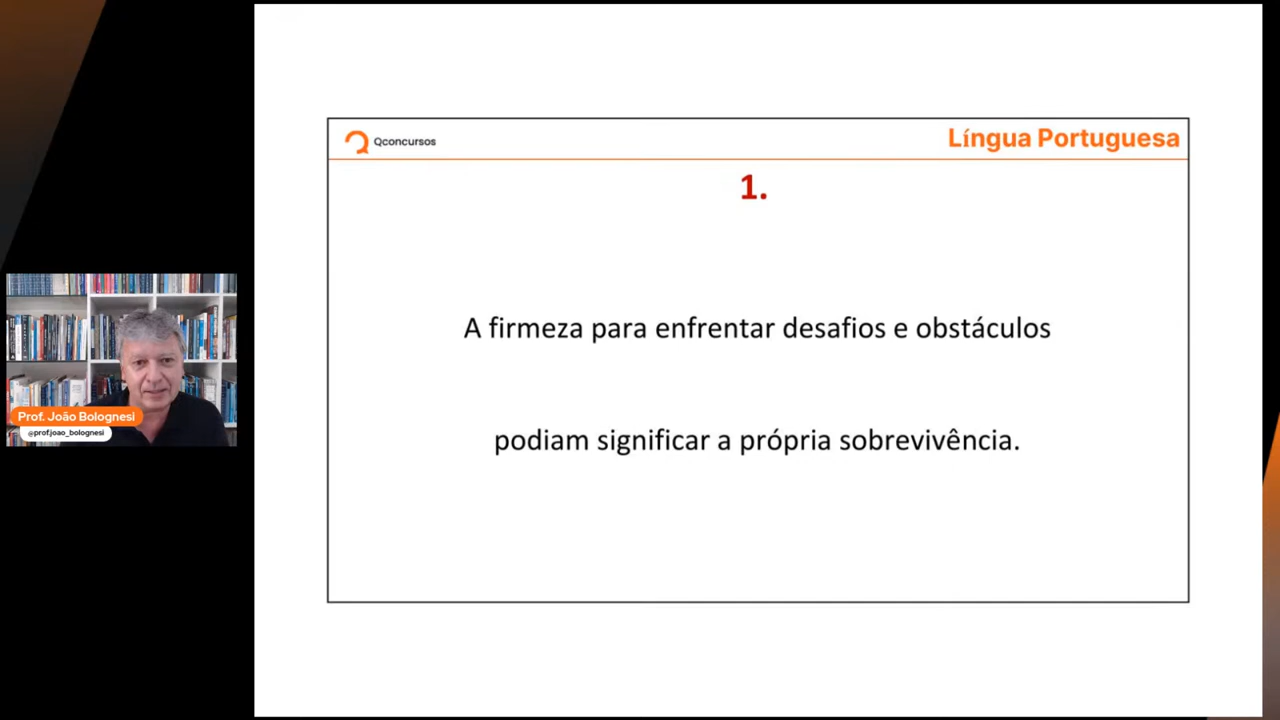 Qconcursos
Língua Portuguesa
1.
A firmeza para enfrentar desafios e obstáculos
podiam significar a própria sobrevivência.
Prof. João Bolognesi
@prof.joao_bolognesi